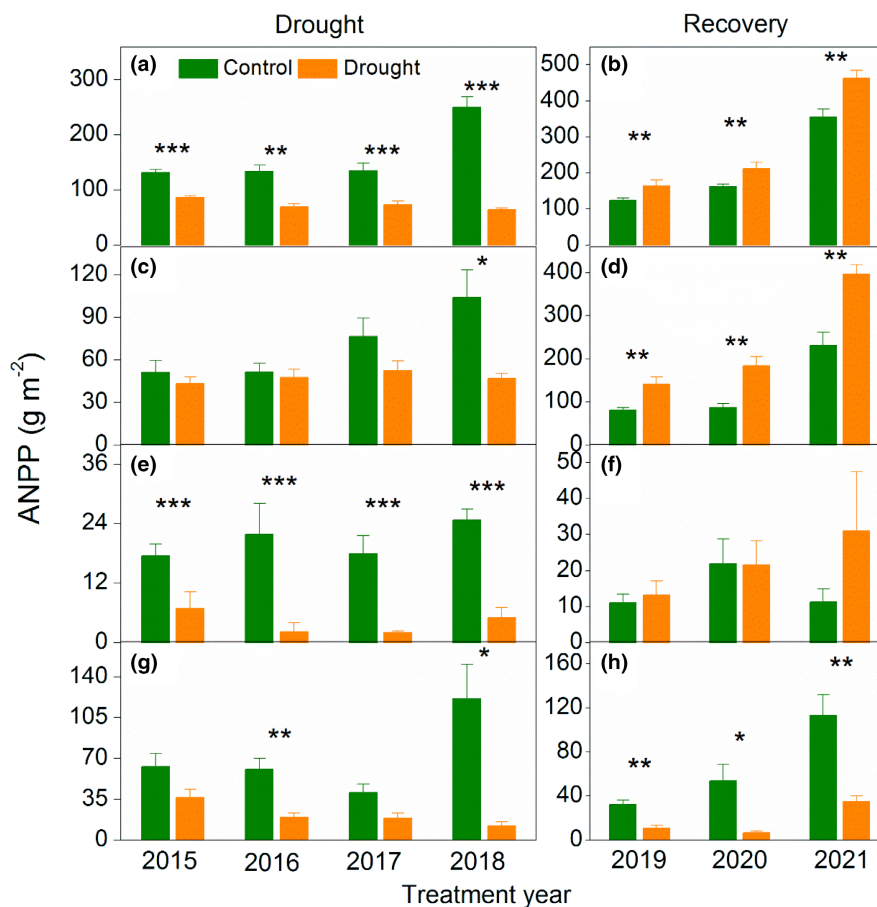 Drought Recovery
(a) Control Drought
*** ** *** ***
300
200
100
0
(b)
** ** **
500
400
300
200
100
0
(c)
*
120
90
60
30
0
(d)
** ** **
400
300
200
100
0
(e)
*** *** *** ***
36
24
12
0
(f)
50
40
30
20
10
0
(g)
** *
140
105
70
35
0
(h)
** * **
160
120
80
40
0
ANPP (g m⁻²)
2015 2016 2017 2018 2019 2020 2021
Treatment year